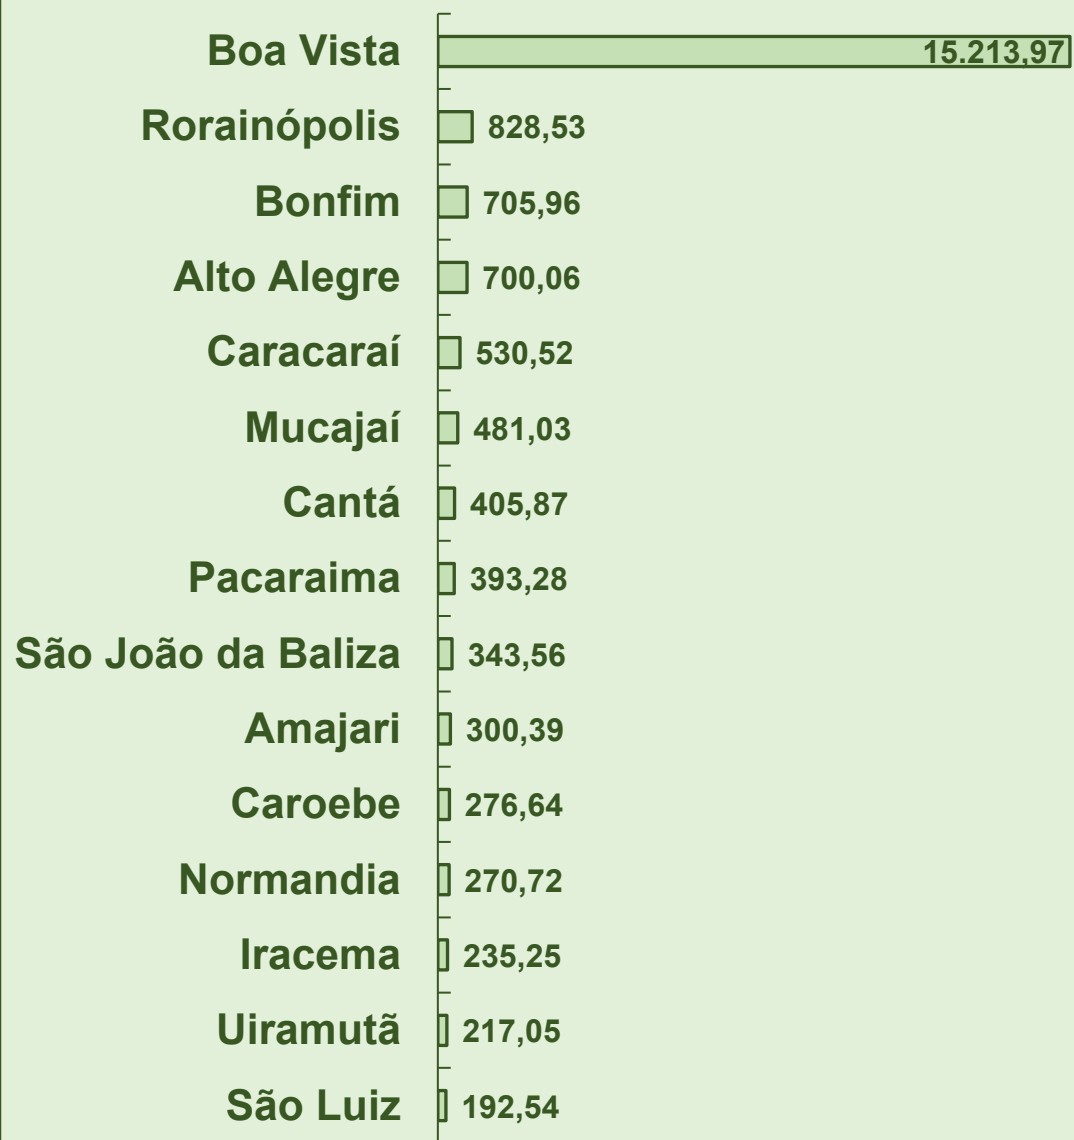 Boa Vista 15.213,97
Rorainópolis 828,53
Bonfim 705,96
Alto Alegre 700,06
Caracaraí 530,52
Mucajaí 481,03
Cantá 405,87
Pacaraima 393,28
São João da Baliza 343,56
Amajari 300,39
Caroebe 276,64
Normandia 270,72
Iracema 235,25
Uiramutã 217,05
São Luiz 192,54